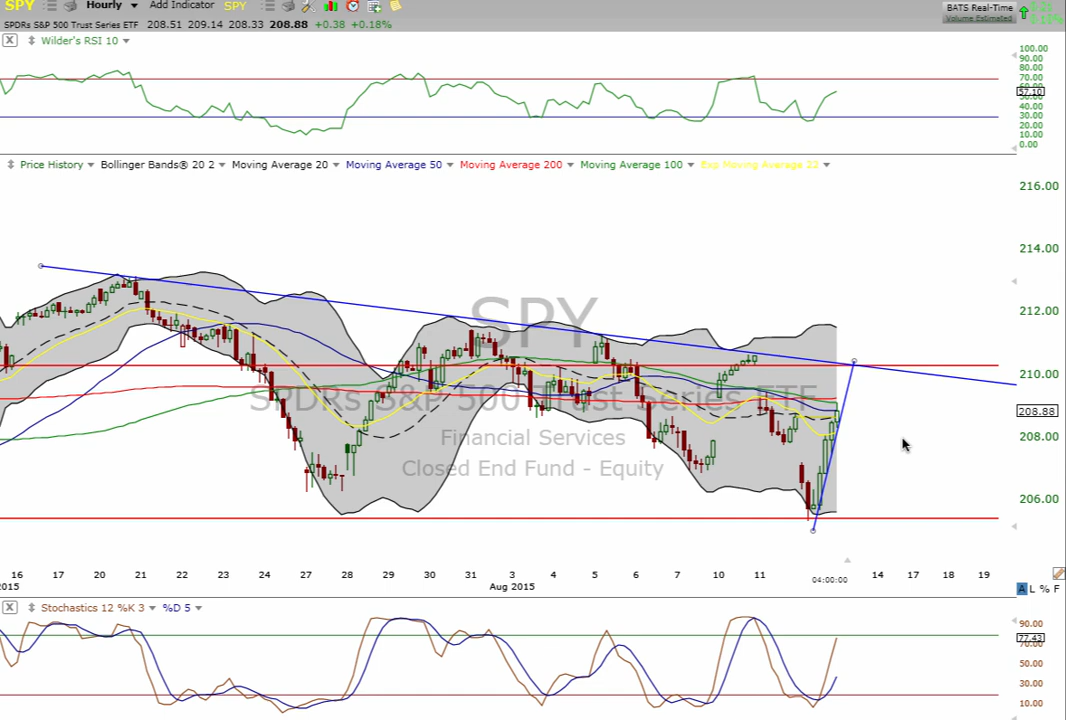 SPY Hourly Add Indicator SPY
SPDRs S&P 500 Trust Series ETF 208.51 209.14 208.33 208.88 +0.38 +0.18%
BATS Real-Time
Volume Estimated
X Wilder's RSI 10
100.00
90.00
80.00
70.00
57.10
40.00
30.00
20.00
10.00
0.00
Price History Bollinger Bands® 20 2 Moving Average 20 Moving Average 50 Moving Average 200 Moving Average 100 Exp Moving Average 22
216.00
214.00
212.00
210.00
208.88
208.00
206.00
SPY
SPDRs S&P 500 Trust Series ETF
Financial Services
Closed End Fund - Equity
16 17 20 21 22 23 24 27 28 29 30 31 3 4 5 6 7 10 11 04:00:00 14 17 18 19
2015 Aug 2015
A L % F
X Stochastics 12 %K 3 %D 5
90.00
77.43
70.00
50.00
30.00
10.00